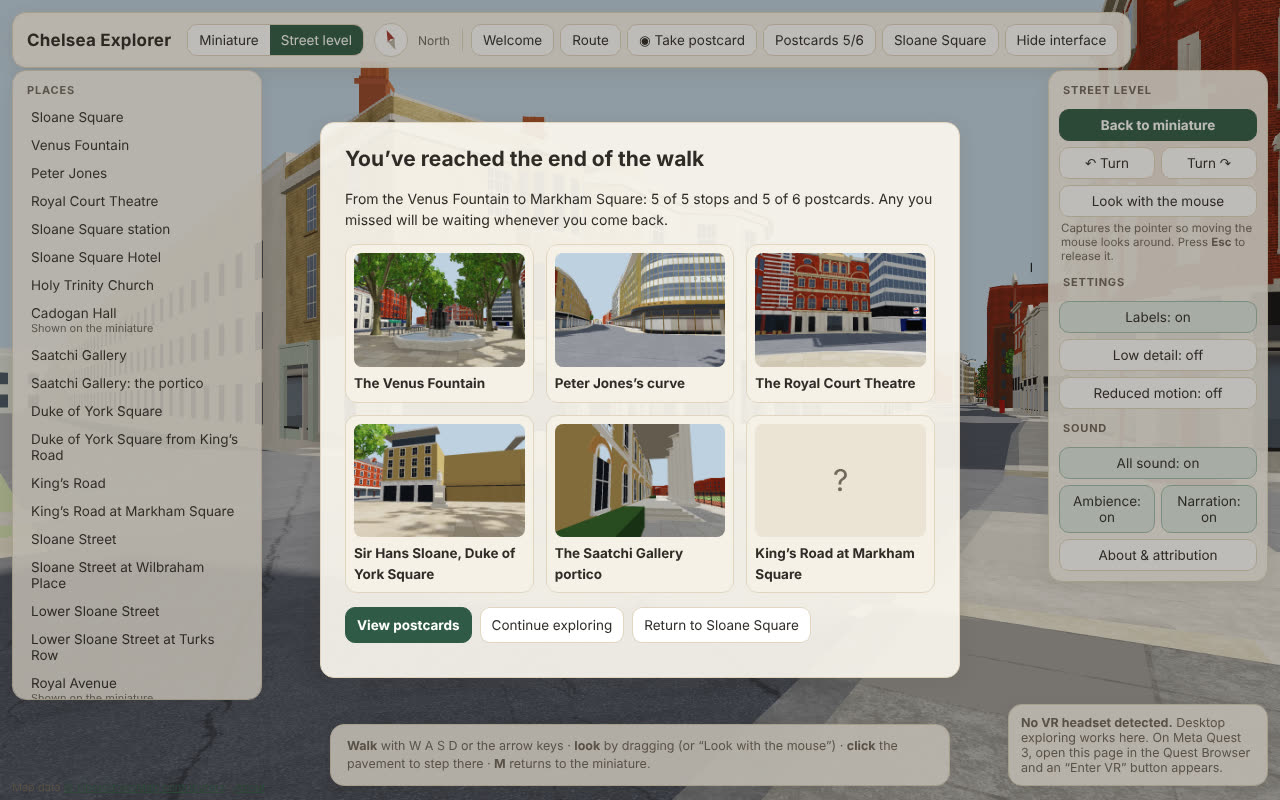 Chelsea Explorer
Miniature
Street level
North
Welcome
Route
◉ Take postcard
Postcards 5/6
Sloane Square
Hide interface
PLACES
Sloane Square
Venus Fountain
Peter Jones
Royal Court Theatre
Sloane Square station
Sloane Square Hotel
Holy Trinity Church
Cadogan Hall
Shown on the miniature
Saatchi Gallery
Saatchi Gallery: the portico
Duke of York Square
Duke of York Square from King’s
Road
King’s Road
King’s Road at Markham Square
Sloane Street
Sloane Street at Wilbraham
Place
Lower Sloane Street
Lower Sloane Street at Turks
Row
Royal Avenue
Shown on the miniature
You’ve reached the end of the walk
From the Venus Fountain to Markham Square: 5 of 5 stops and 5 of 6 postcards. Any you
missed will be waiting whenever you come back.
The Venus Fountain
Peter Jones’s curve
The Royal Court Theatre
Sir Hans Sloane, Duke of
York Square
The Saatchi Gallery
portico
?
King’s Road at Markham
Square
View postcards
Continue exploring
Return to Sloane Square
STREET LEVEL
Back to miniature
↶ Turn
Turn ↷
Look with the mouse
Captures the pointer so moving the
mouse looks around. Press Esc to
release it.
SETTINGS
Labels: on
Low detail: off
Reduced motion: off
SOUND
All sound: on
Ambience:
on
Narration:
on
About & attribution
Walk with W A S D or the arrow keys · look by dragging (or “Look with the mouse”) · click the
pavement to step there · M returns to the miniature.
No VR headset detected. Desktop
exploring works here. On Meta Quest
3, open this page in the Quest Browser
and an “Enter VR” button appears.
Map data